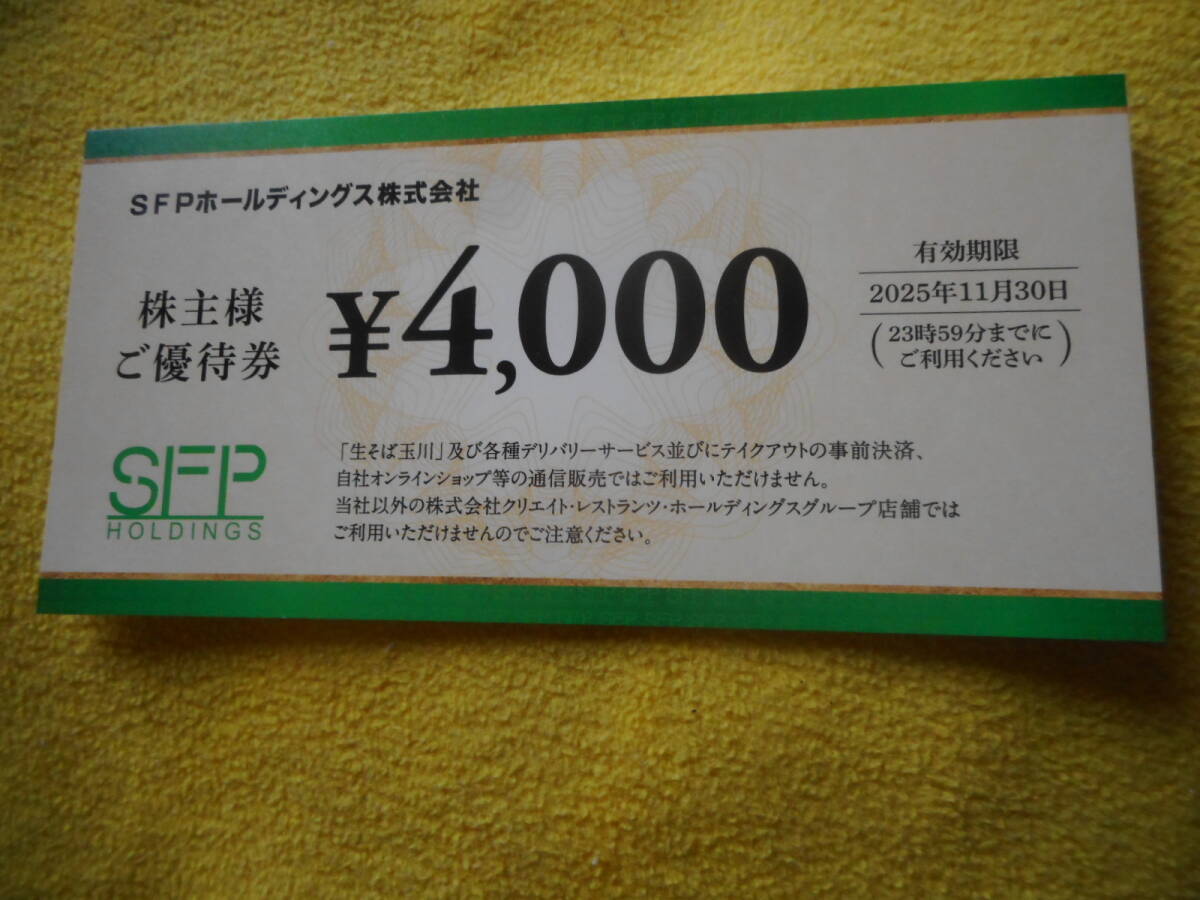 SFPホールディングス株式会社
株主様
ご優待券
¥4,000
有効期限
2025年11月30日
(23時59分までに
ご利用ください)
SFP
HOLDINGS
「生そば玉川」及び各種デリバリーサービス並びにテイクアウトの事前決済、
自社オンラインショップ等の通信販売ではご利用いただけません。
当社以外の株式会社クリエイト・レストランツ・ホールディングスグループ店舗では
ご利用いただけませんのでご注意ください。